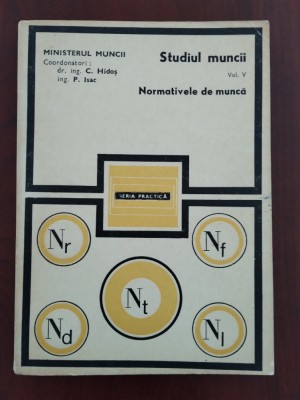 MINISTERUL MUNCII
Coordonatori :
dr. ing. C. Hidoș
ing. P. Isac
Studiul muncii
Vol. V
Normativele de muncă
SERIA PRACTICĂ
Nr
Nf
Nt
Nd
Nl